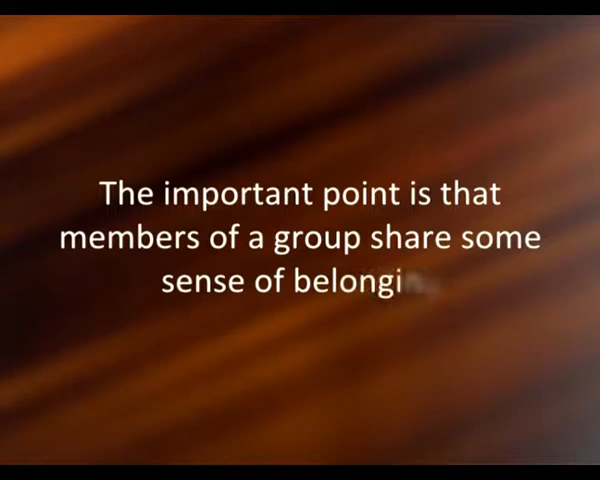 The important point is that
members of a group share some
sense of belongi